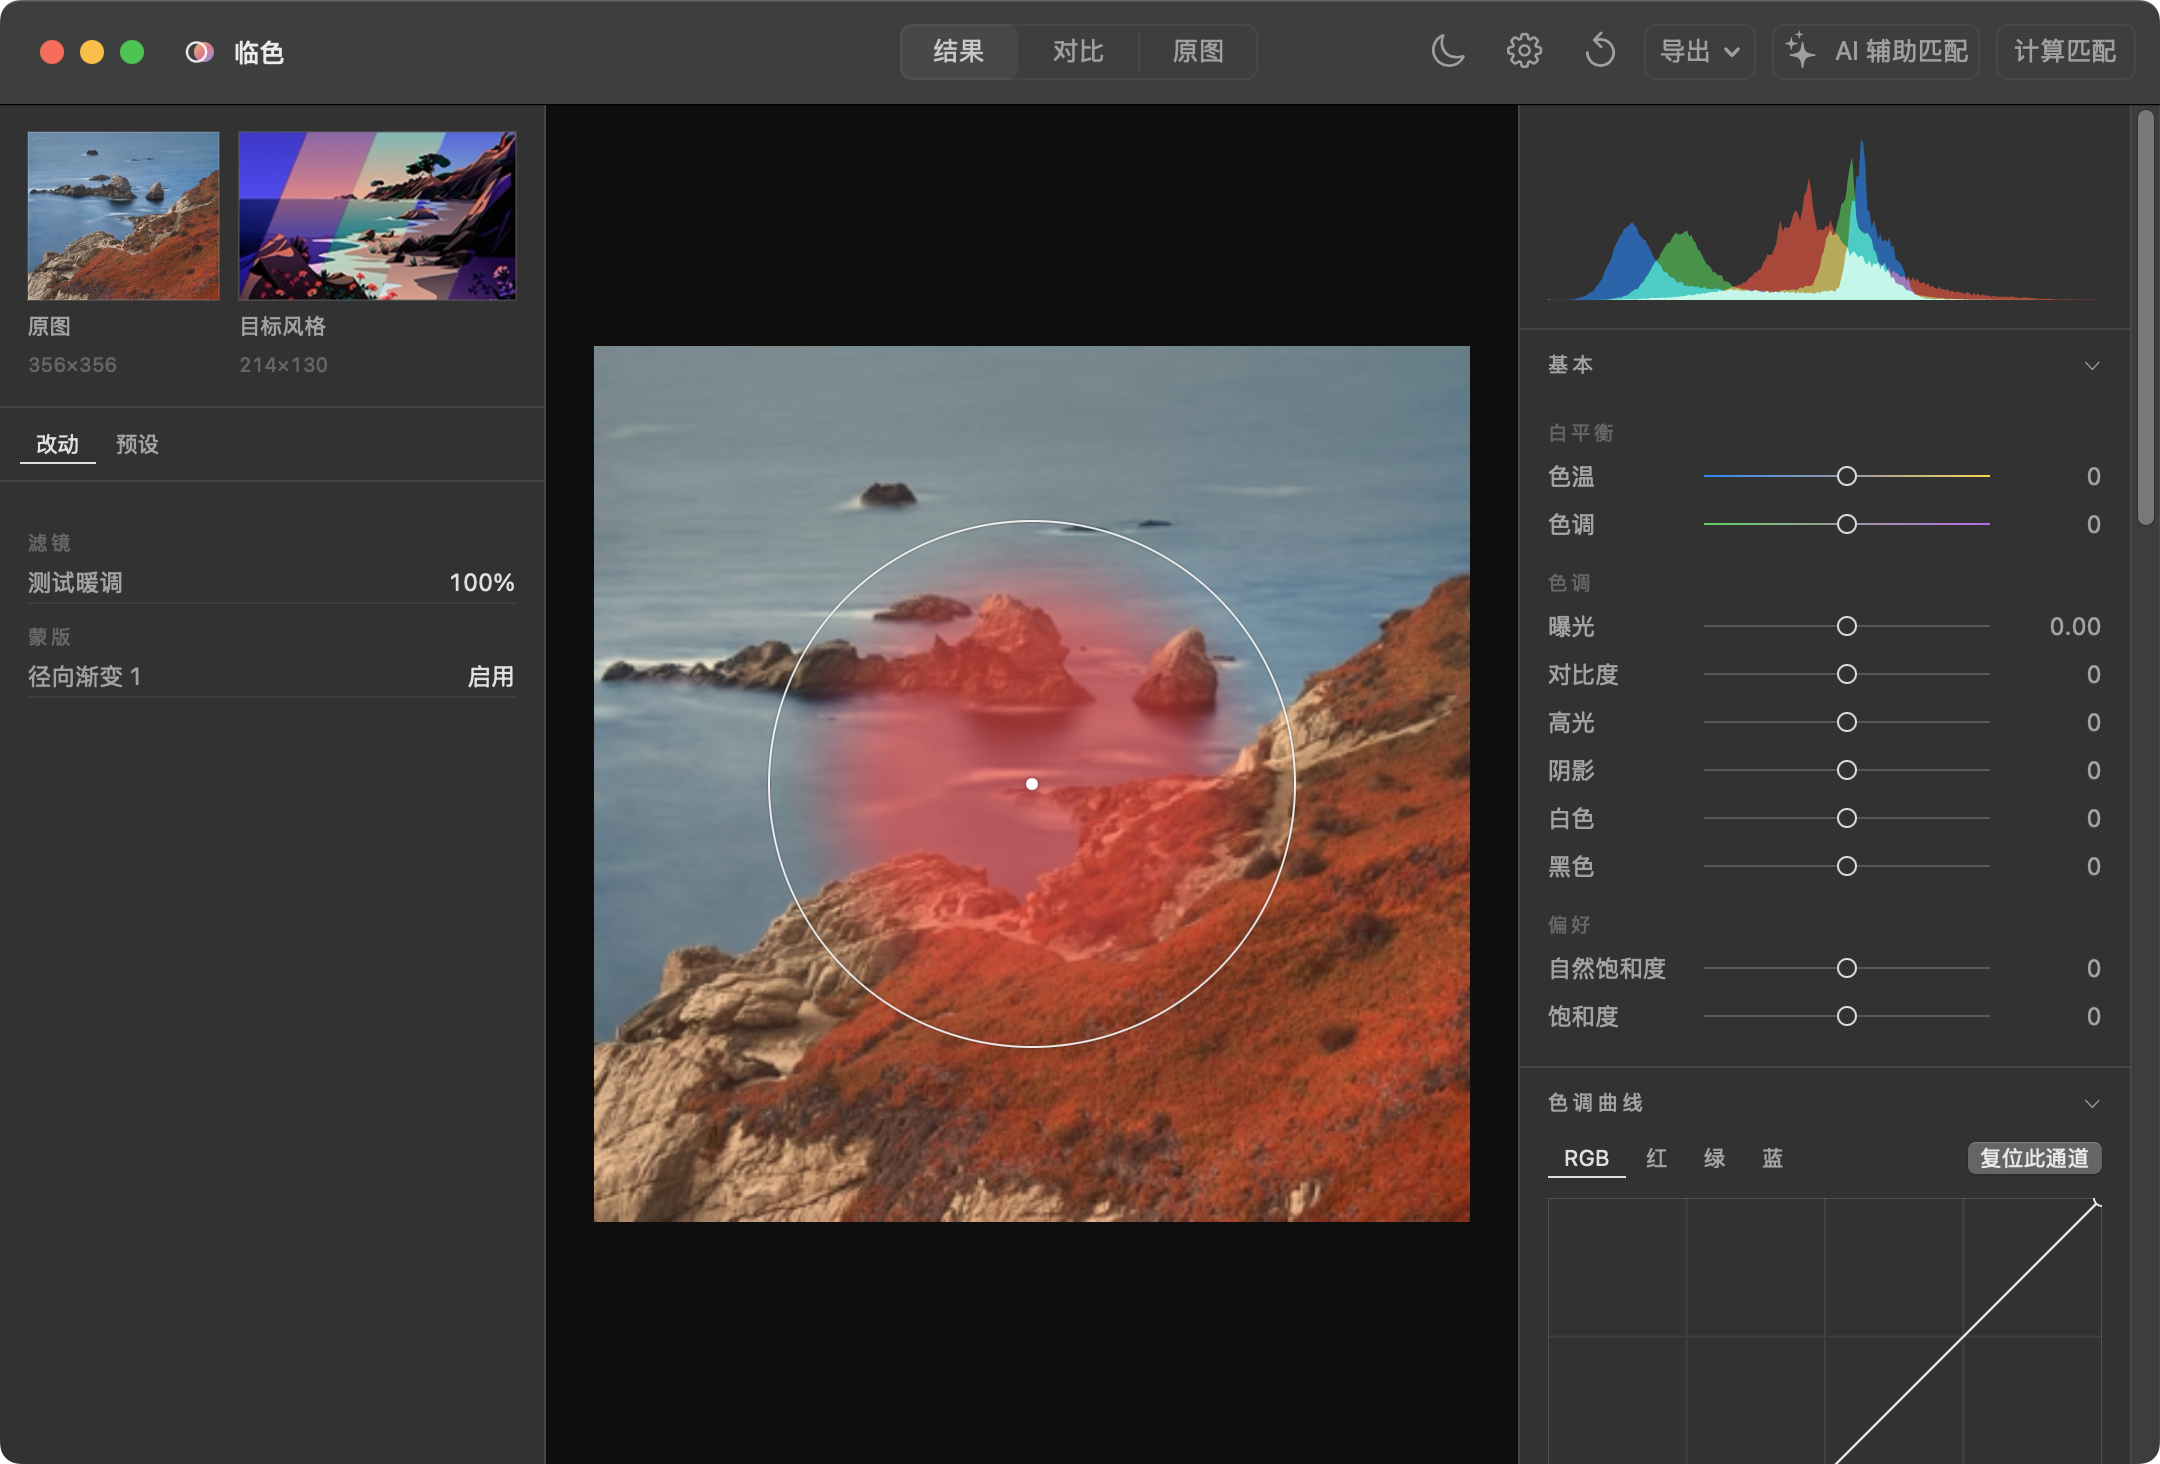 临色
结果 对比 原图
导出
AI 辅助匹配
计算匹配
原图
356×356
目标风格
214×130
改动 预设
滤镜
测试暖调 100%
蒙版
径向渐变 1 启用
基本
白平衡
色温 0
色调 0
色调
曝光 0.00
对比度 0
高光 0
阴影 0
白色 0
黑色 0
偏好
自然饱和度 0
饱和度 0
色调曲线
RGB 红 绿 蓝 复位此通道